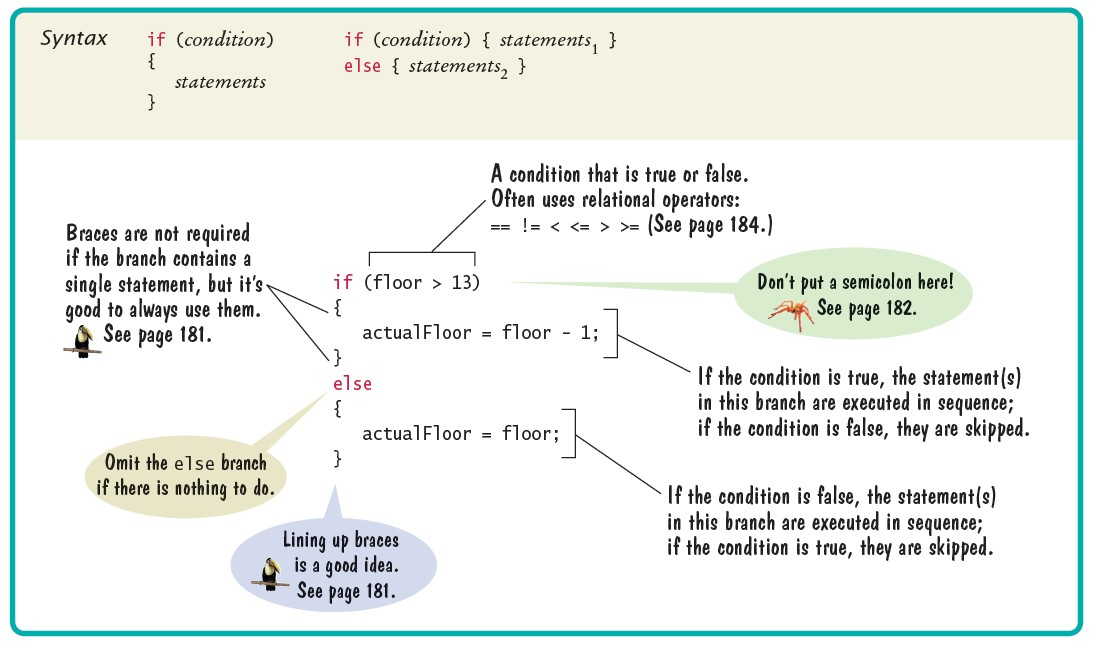 Syntax
if (condition)
{
statements
}
if (condition) { statements1 }
else { statements2 }
A condition that is true or false.
Often uses relational operators:
== != < <= > >= (See page 184.)
Braces are not required
if the branch contains a
single statement, but it's
good to always use them.
See page 181.
if (floor > 13)
{
actualFloor = floor - 1;
}
else
{
actualFloor = floor;
}
Don't put a semicolon here!
See page 182.
If the condition is true, the statement(s)
in this branch are executed in sequence;
if the condition is false, they are skipped.
Omit the else branch
if there is nothing to do.
If the condition is false, the statement(s)
in this branch are executed in sequence;
if the condition is true, they are skipped.
Lining up braces
is a good idea.
See page 181.